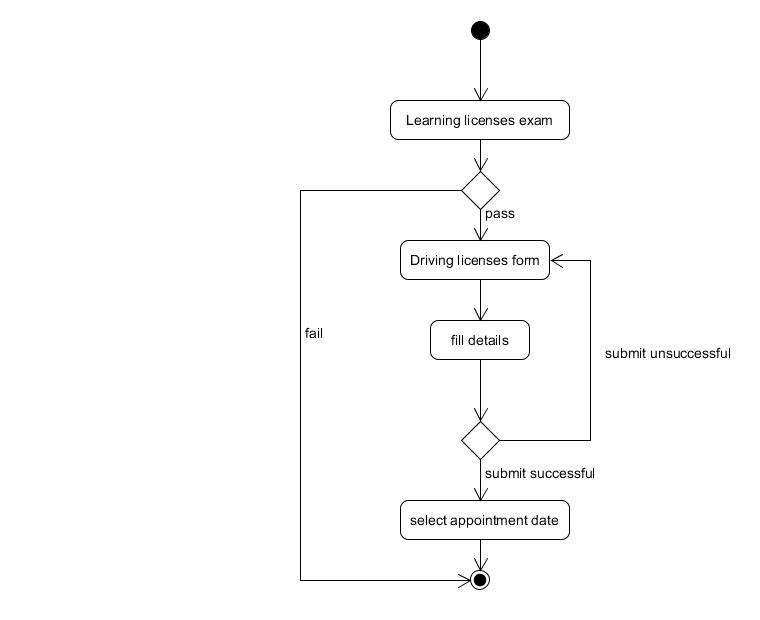 Learning licenses exam
pass
Driving licenses form
fail
fill details
submit unsuccessful
submit successful
select appointment date